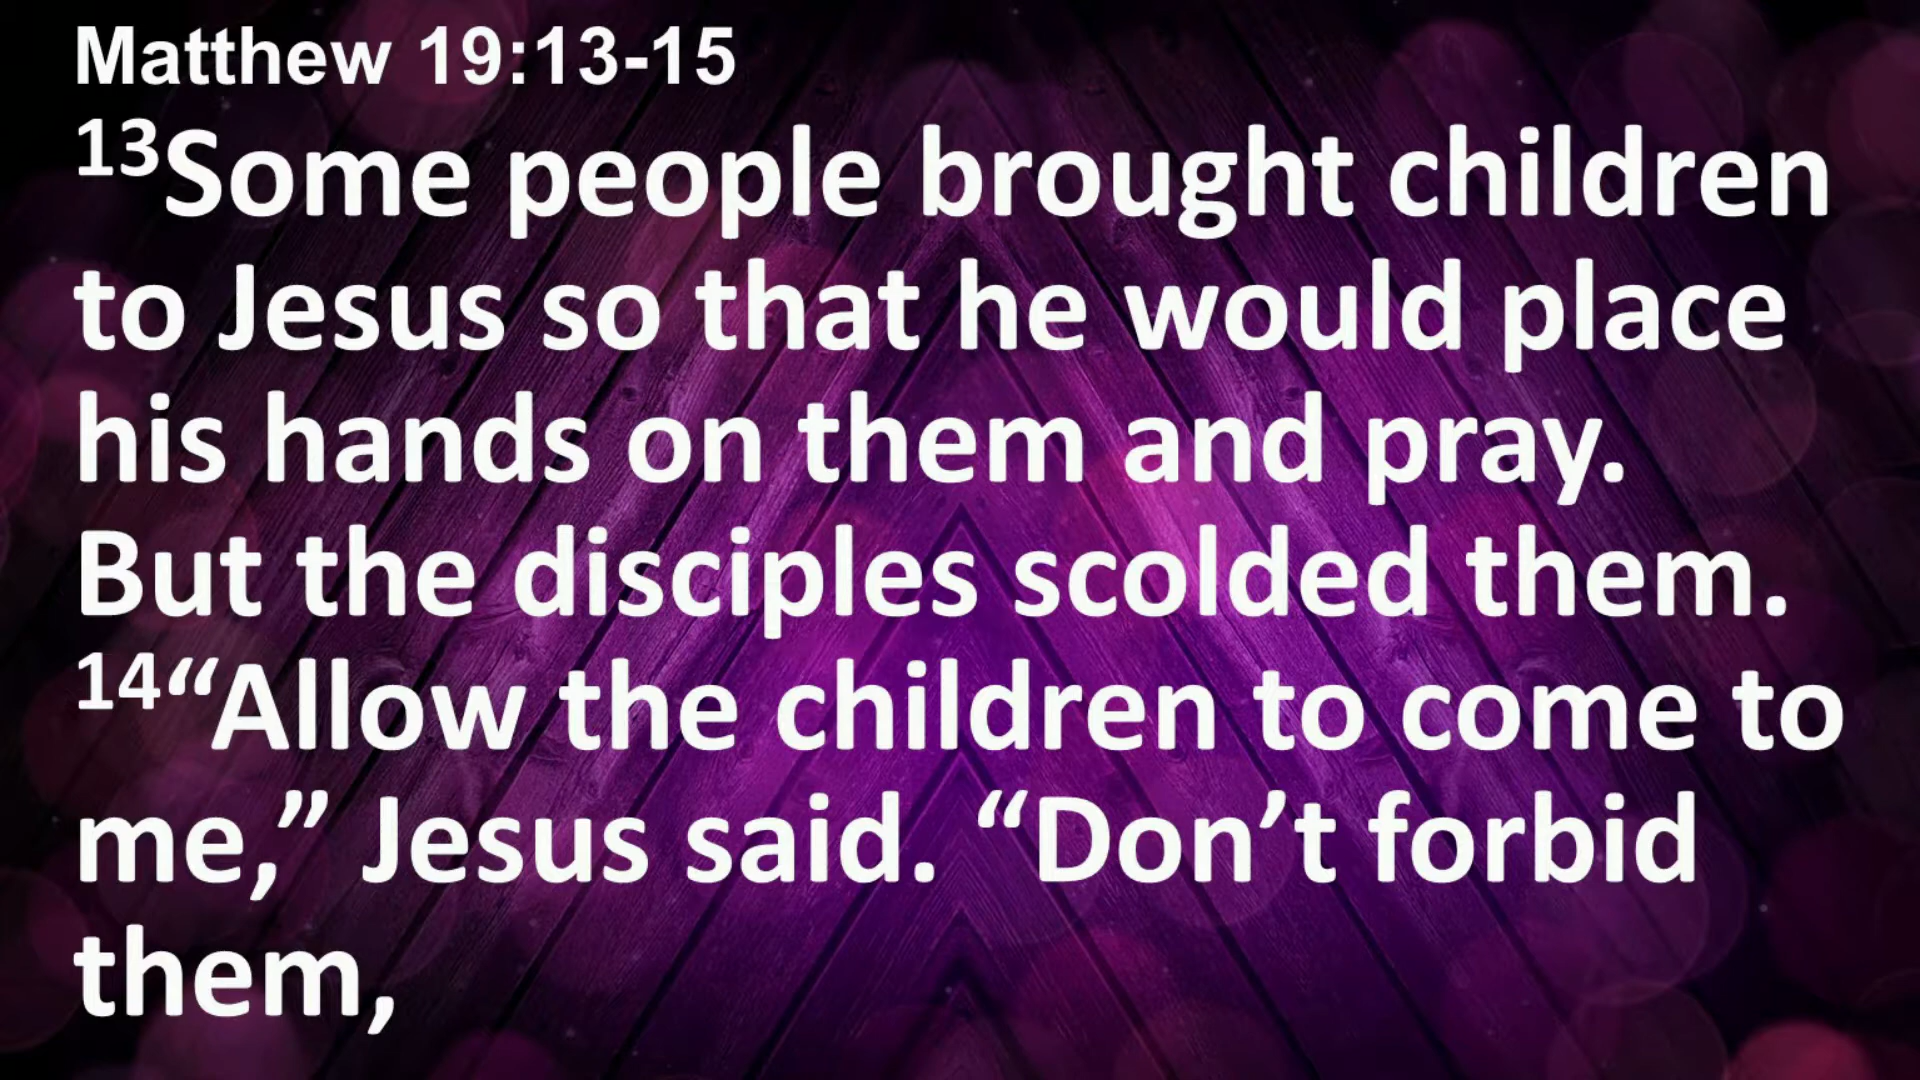 Matthew 19:13-15
13Some people brought children
to Jesus so that he would place
his hands on them and pray.
But the disciples scolded them.
14“Allow the children to come to
me,” Jesus said.  “Don’t forbid
them,